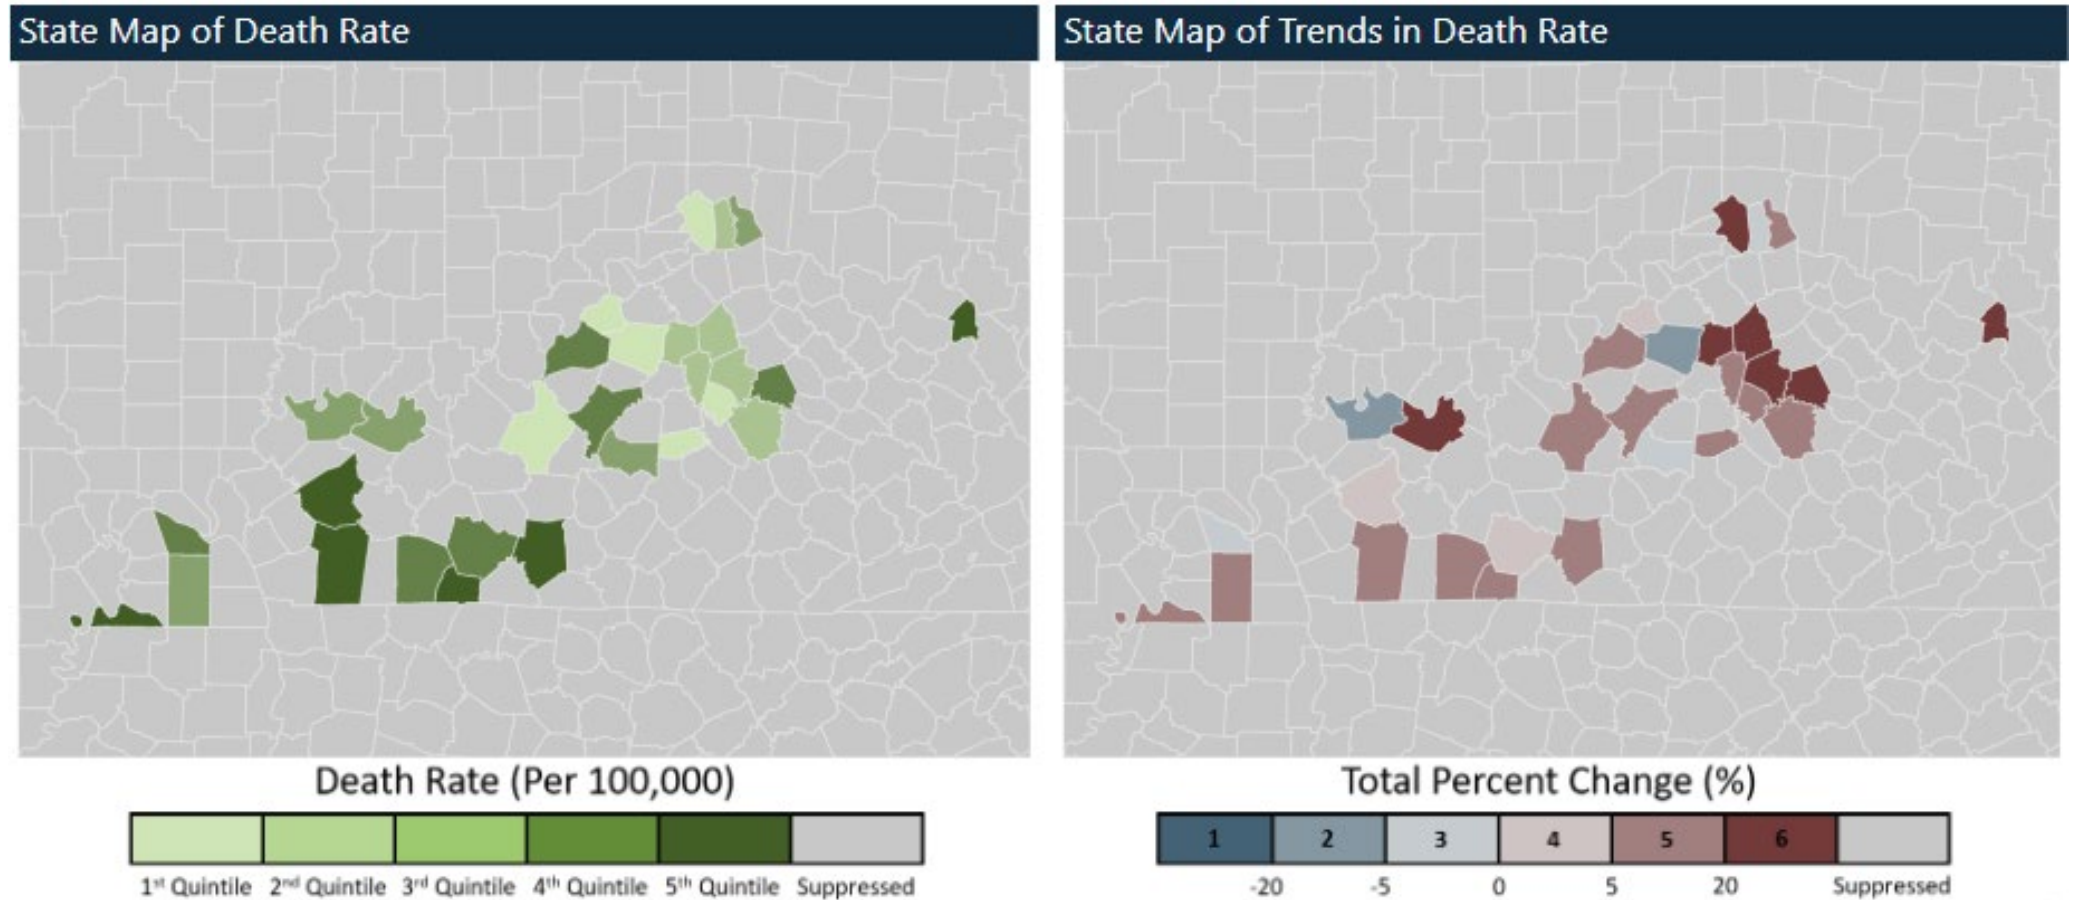 State Map of Death Rate
State Map of Trends in Death Rate
Death Rate (Per 100,000)
1st Quintile 2nd Quintile 3rd Quintile 4th Quintile 5th Quintile Suppressed
Total Percent Change (%)
1 2 3 4 5 6
-20 -5 0 5 20 Suppressed